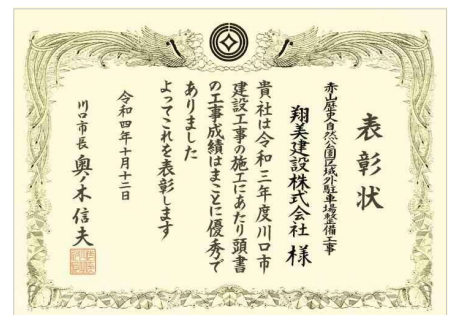 表彰状
赤山歴史自然公園区域外駐車場整備工事
翔美建設株式会社 様
貴社は令和三年度川口市
建設工事の施工にあたり頭書
の工事成績はまことに優秀で
ありました
よってこれを表彰します
令和四年十月十二日
川口市長 奥ノ木信夫